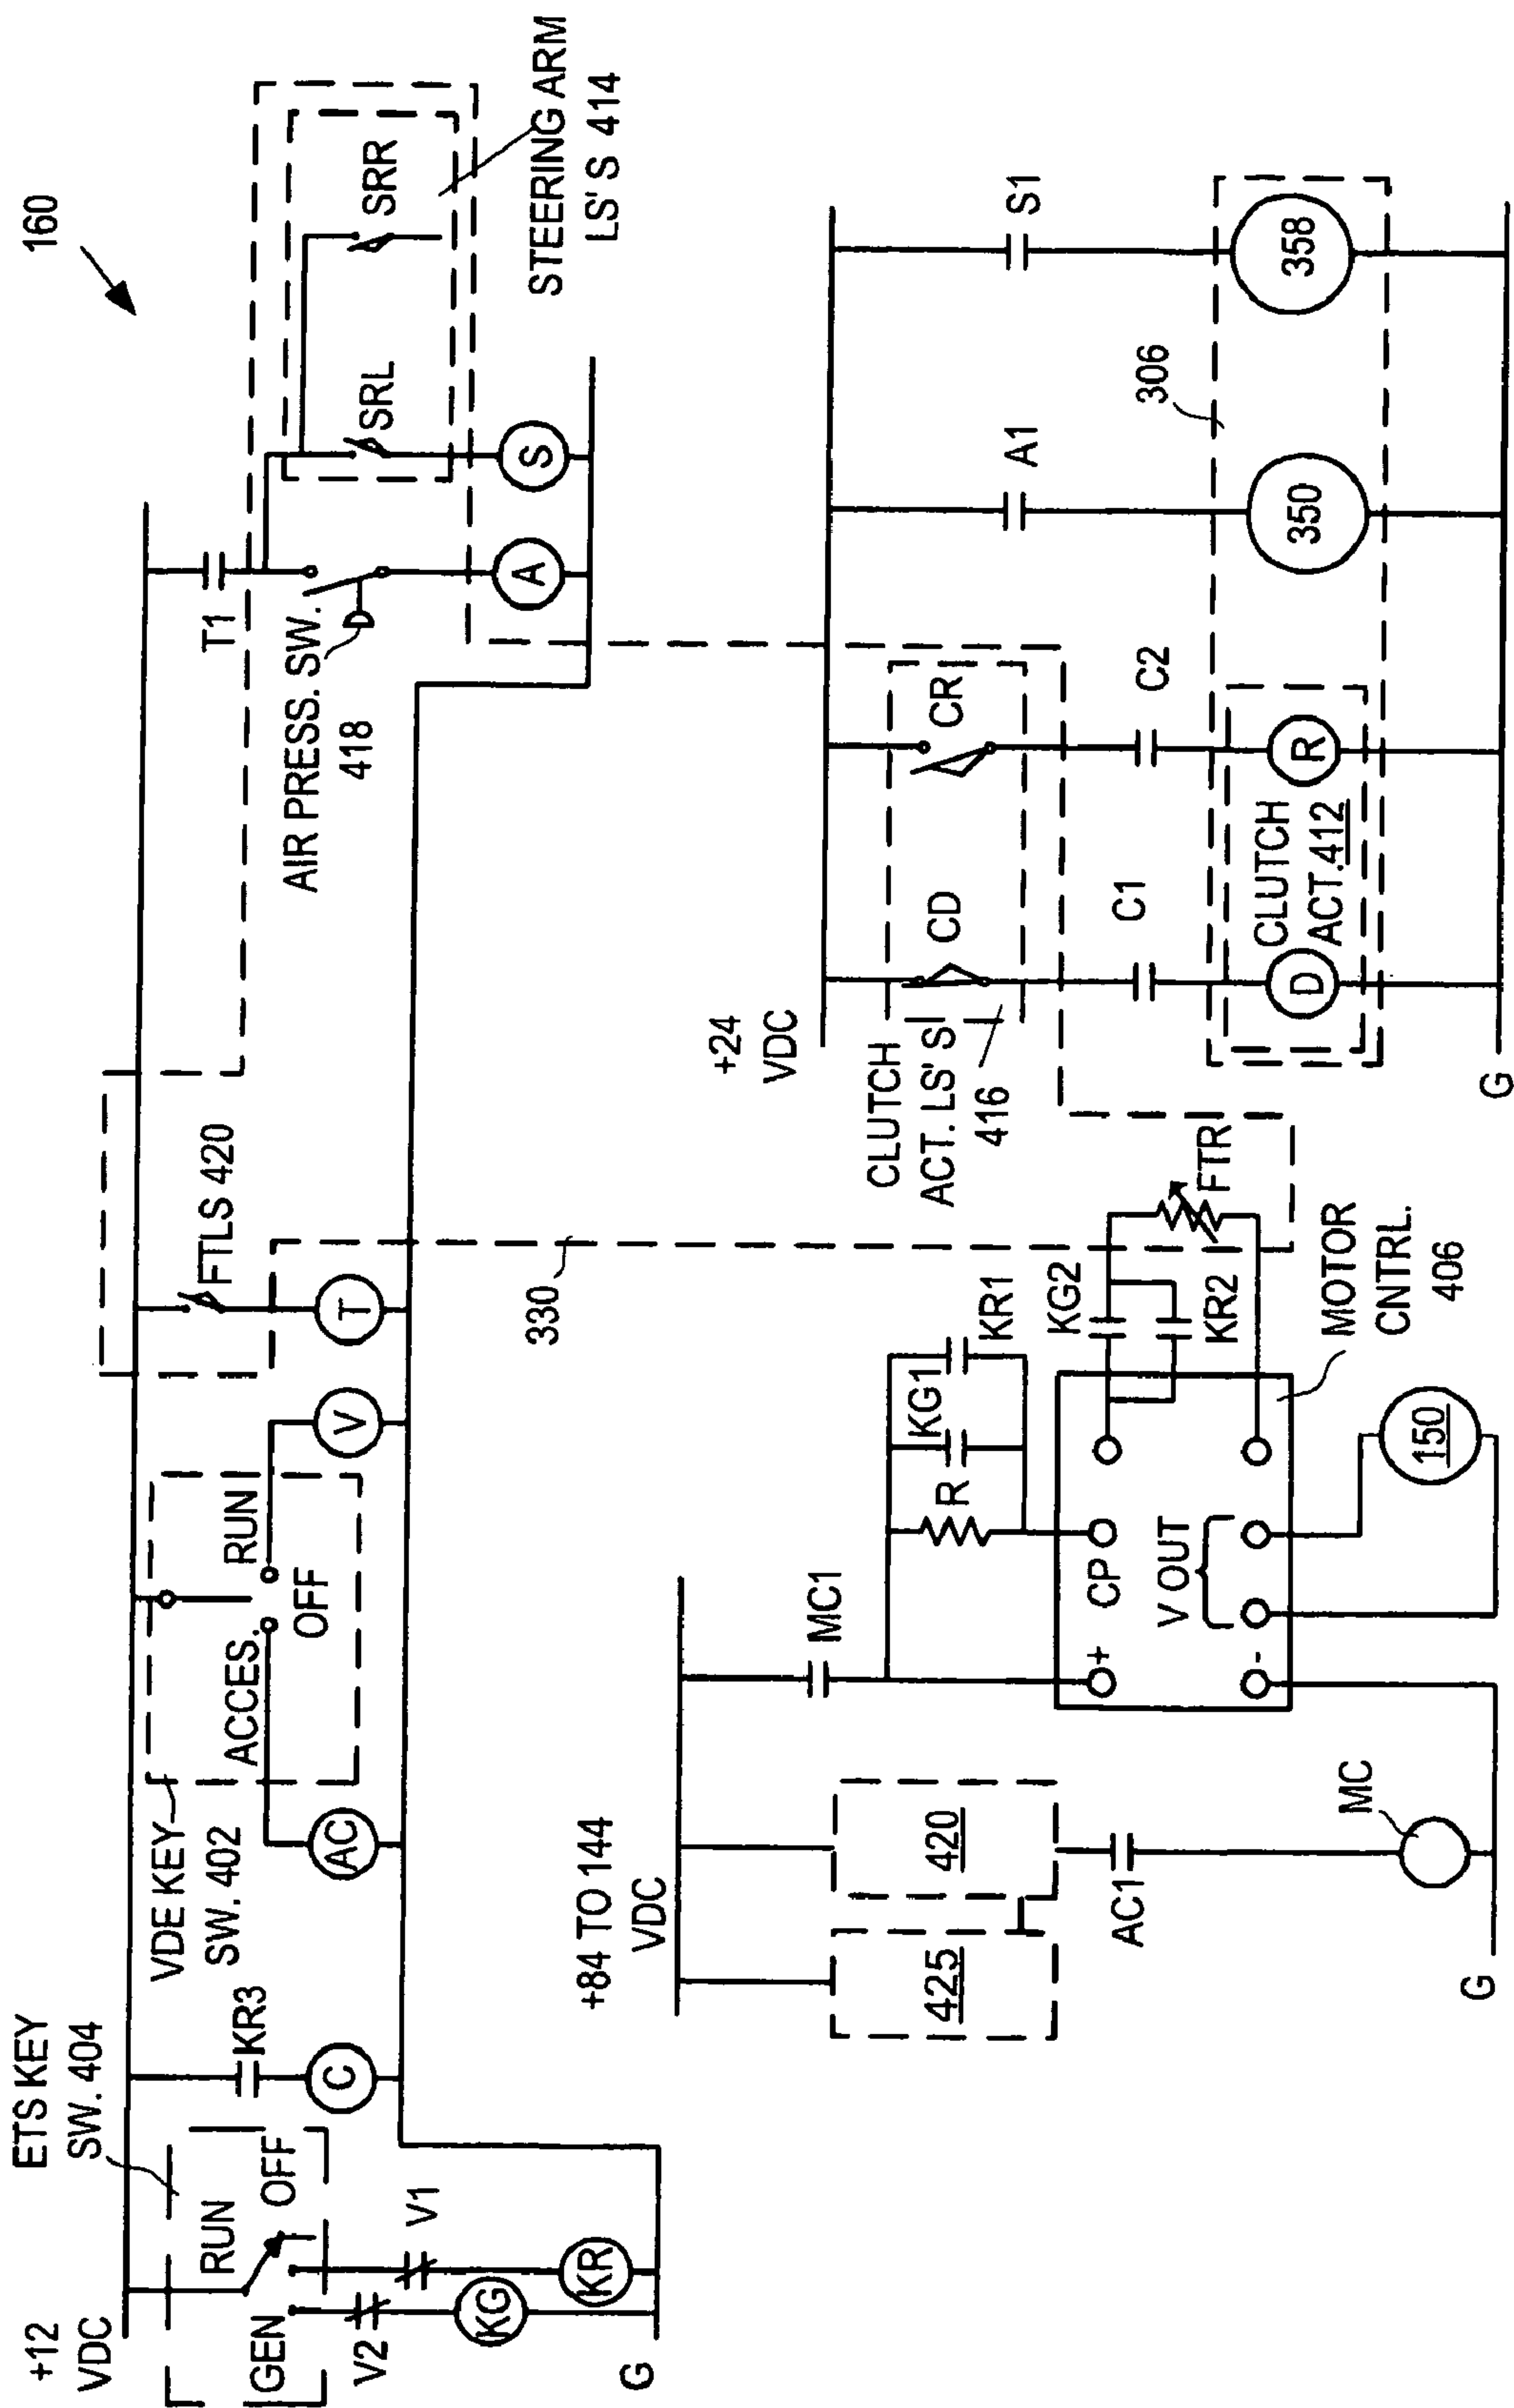 160
+12
VDC
ETS KEY
SW. 404
RUN
OFF
GEN
V2
V1
KG
KR
G
KR3
C
VDE KEY
SW. 402
ACCES.
RUN
OFF
AC
V
FTLS 420
T
330
T1
AIR PRESS. SW.
418
A
SRL
SRR
S
STEERING ARM
LS'S 414
+84 TO 144
VDC
425
420
AC1
MC
G
MC1
R
KG1
KR1
KG2
KR2
FTR
+
CP
-
V OUT
150
MOTOR
CNTRL.
406
+24
VDC
CLUTCH
ACT. LS'S
416
CD
CR
C1
C2
A1
S1
306
D
CLUTCH
ACT. 412
R
350
358
G